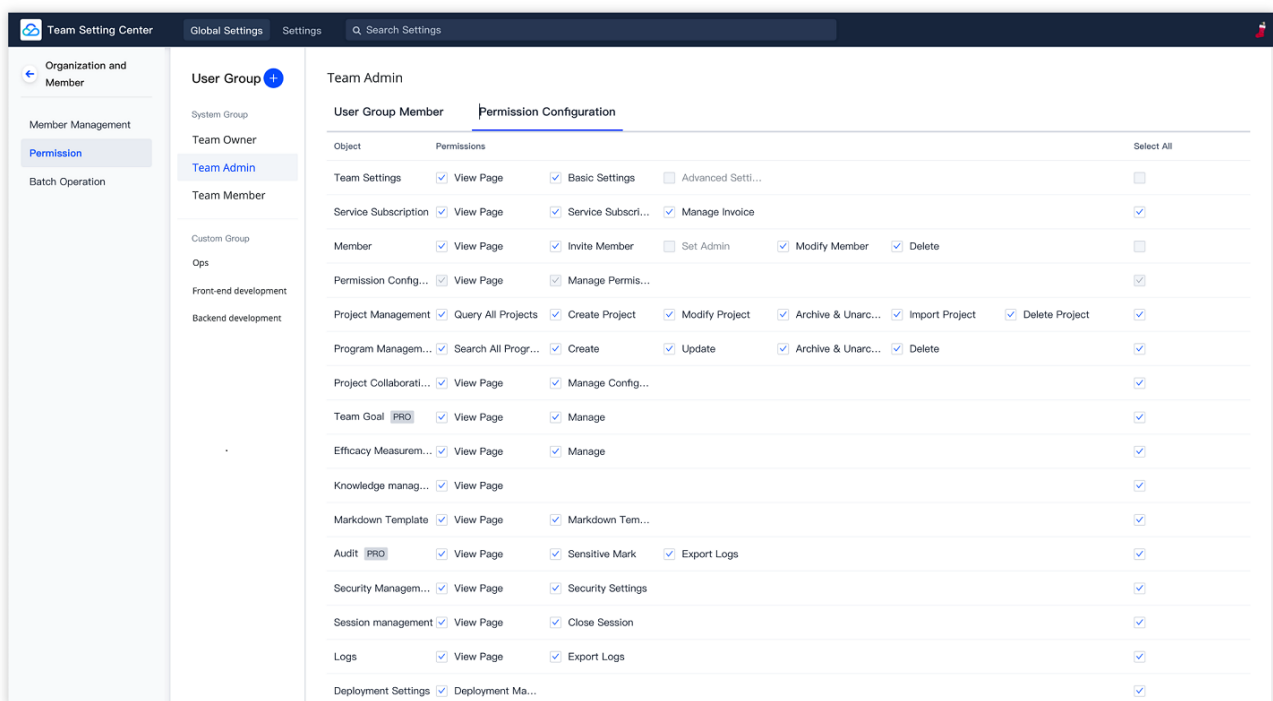 Team Setting Center
Global Settings
Settings
Search Settings
Organization and
Member
Member Management
Permission
Batch Operation
User Group
System Group
Team Owner
Team Admin
Team Member
Custom Group
Ops
Front-end development
Backend development
Team Admin
User Group Member Permission Configuration
Object Permissions Select All
Team Settings View Page Basic Settings Advanced Setti...
Service Subscription View Page Service Subscri... Manage Invoice
Member View Page Invite Member Set Admin Modify Member Delete
Permission Config... View Page Manage Permis...
Project Management Query All Projects Create Project Modify Project Archive & Unarc... Import Project Delete Project
Program Managem... Search All Progr... Create Update Archive & Unarc... Delete
Project Collaborati... View Page Manage Config...
Team Goal PRO View Page Manage
Efficacy Measurem... View Page Manage
Knowledge manag... View Page
Markdown Template View Page Markdown Tem...
Audit PRO View Page Sensitive Mark Export Logs
Security Managem... View Page Security Settings
Session management View Page Close Session
Logs View Page Export Logs
Deployment Settings Deployment Ma...